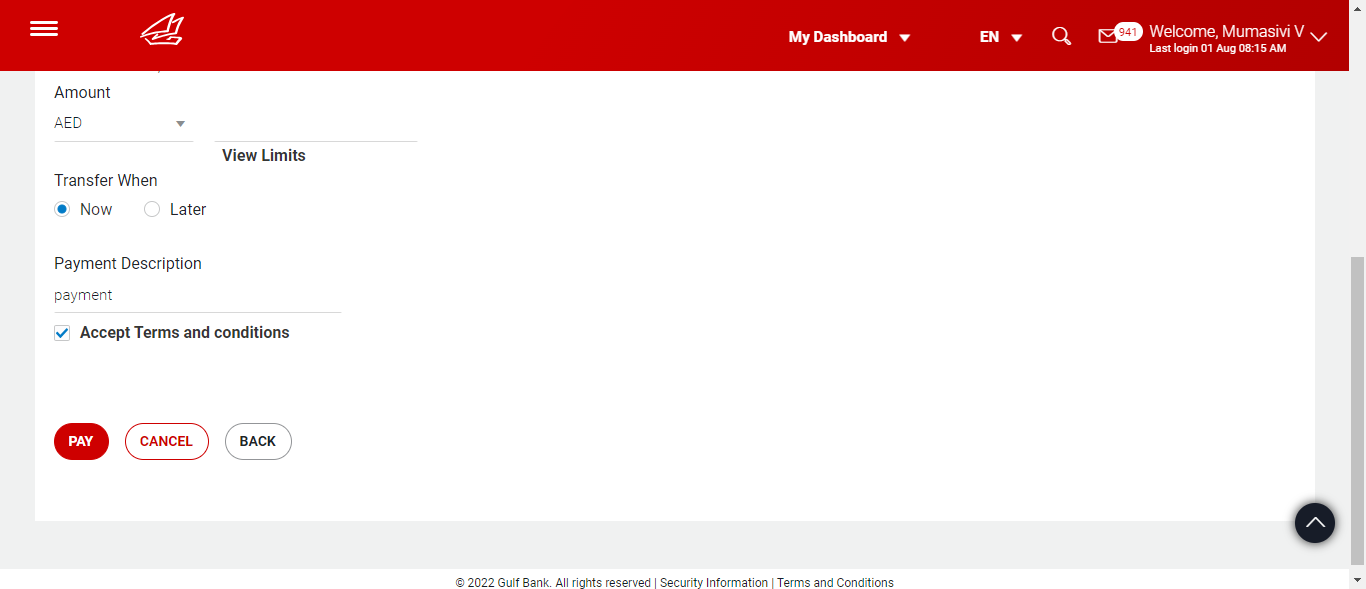 My Dashboard
EN
941
Welcome, Mumasivi V
Last login 01 Aug 08:15 AM
Amount
AED
View Limits
Transfer When
Now
Later
Payment Description
payment
Accept Terms and conditions
PAY
CANCEL
BACK
© 2022 Gulf Bank. All rights reserved | Security Information | Terms and Conditions